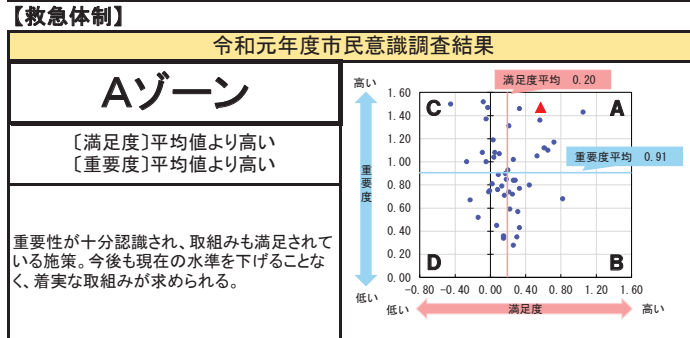 【救急体制】
令和元年度市民意識調査結果
Aゾーン
〔満足度〕平均値より高い
〔重要度〕平均値より高い
重要性が十分認識され、取組みも満足されて
いる施策。今後も現在の水準を下げることな
く、着実な取組みが求められる。
高い
満足度平均 0.20
1.60
C
A
1.40
1.20
重要度平均 0.91
1.00
重要度
0.80
0.60
0.40
0.20
D
B
0.00
-0.80 -0.40 0.00 0.40 0.80 1.20 1.60
低い
低い
満足度
高い